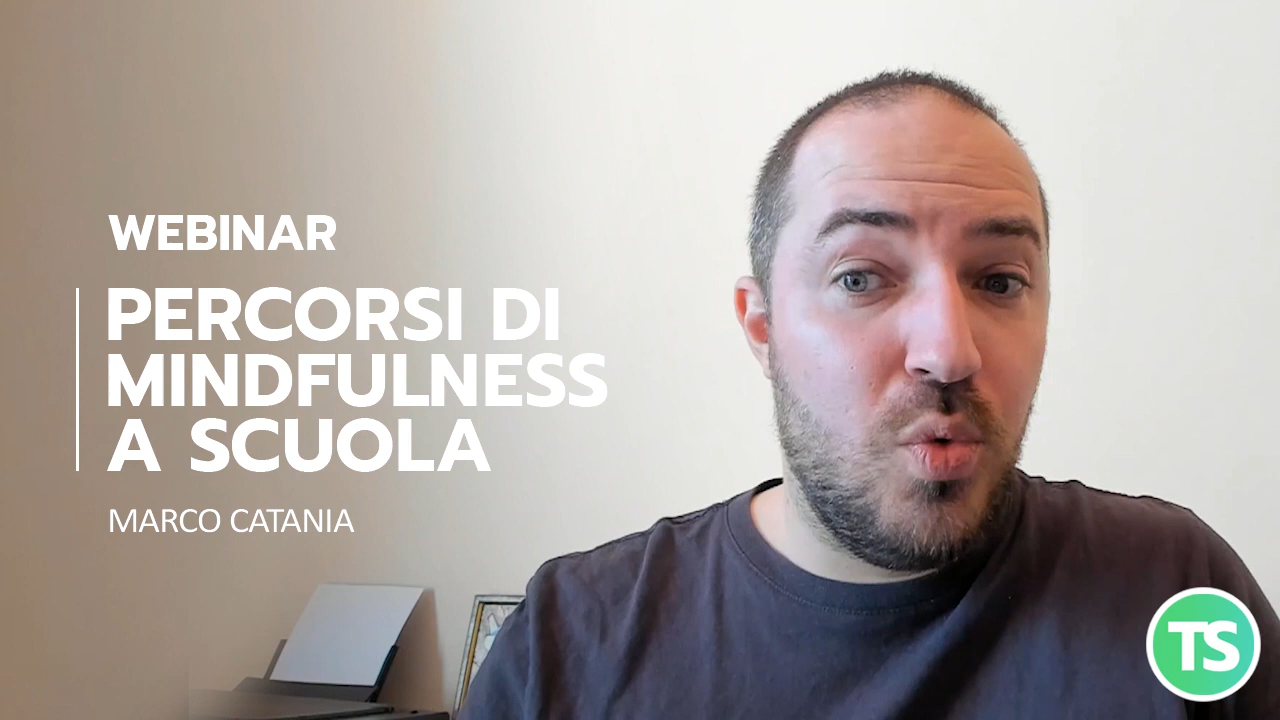 WEBINAR
PERCORSI DI
MINDFULNESS
A SCUOLA
MARCO CATANIA
TS